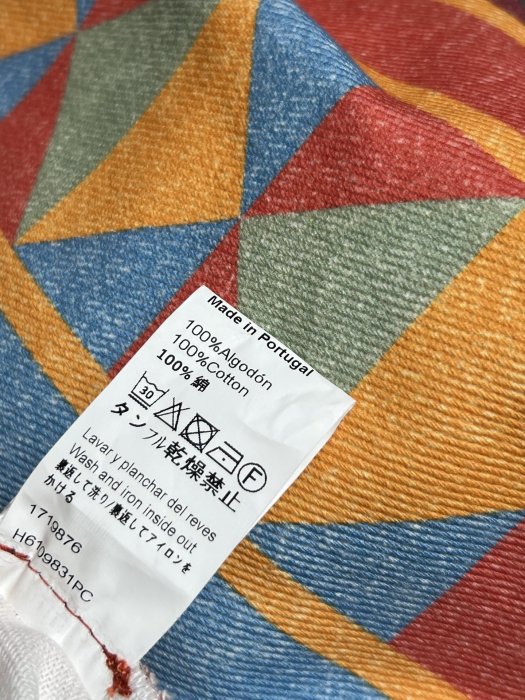 Made in Portugal
100%Algodón
100%Cotton
100% 綿
30 F
タンブル乾燥禁止
Lavar y planchar del reves
Wash and iron inside out
裏返して洗り/裏返してアイロンを
かける
1719876
H6109831PC